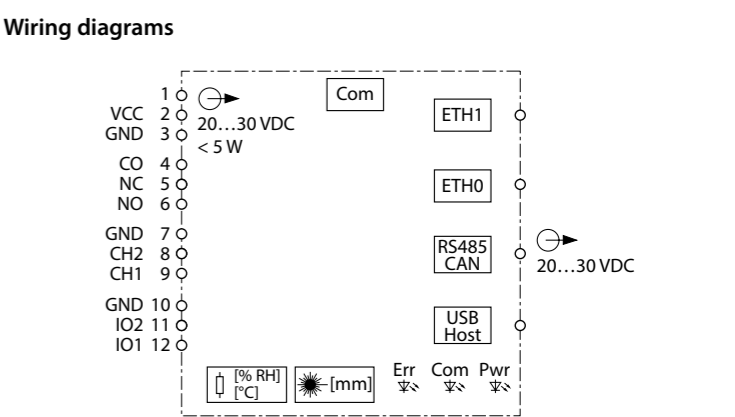 Wiring diagrams
1
VCC 2
GND 3
20…30 VDC
< 5 W
CO 4
NC 5
NO 6
GND 7
CH2 8
CH1 9
GND 10
IO2 11
IO1 12
Com
ETH1
ETH0
RS485
CAN
20…30 VDC
USB
Host
[% RH]
[°C]
[mm]
Err Com Pwr